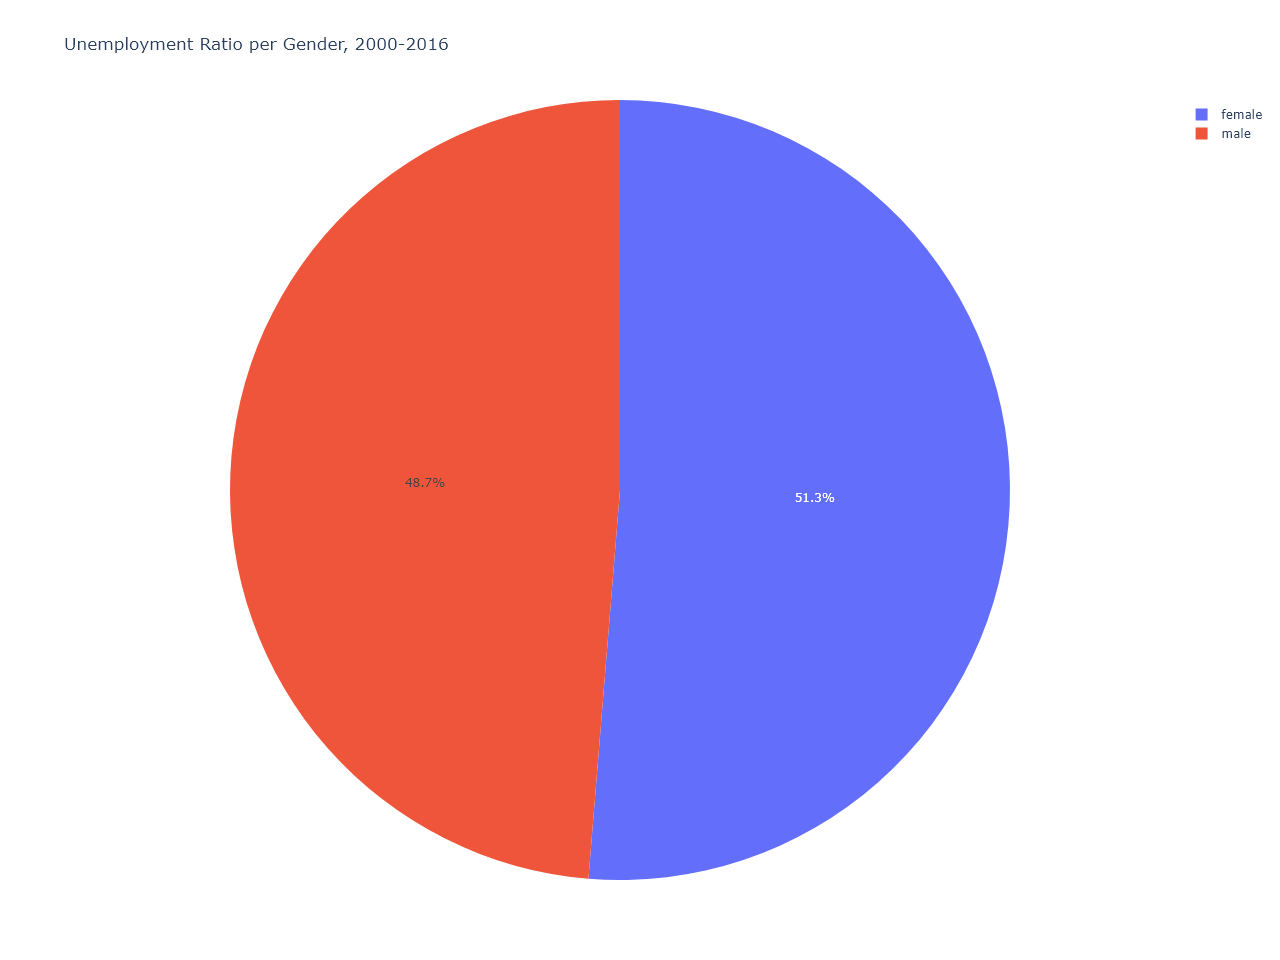 Unemployment Ratio per Gender, 2000-2016
female
male
48.7%
51.3%